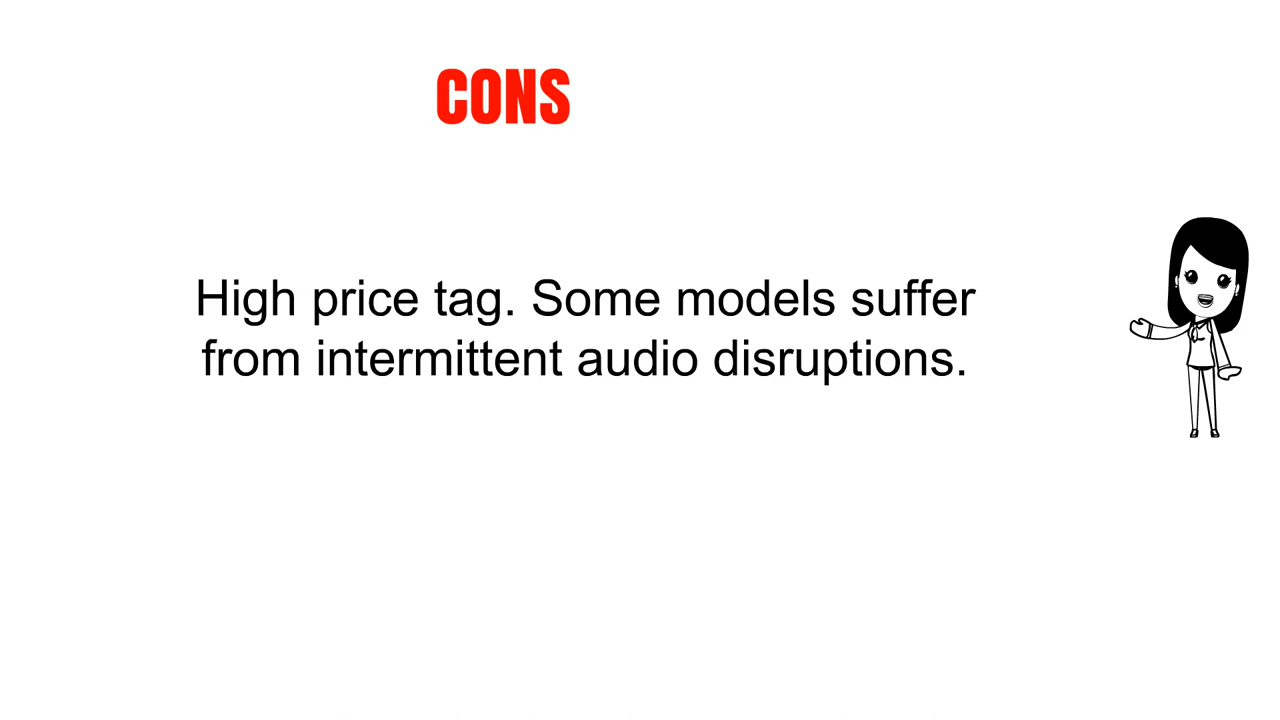 CONS
High price tag. Some models suffer
from intermittent audio disruptions.